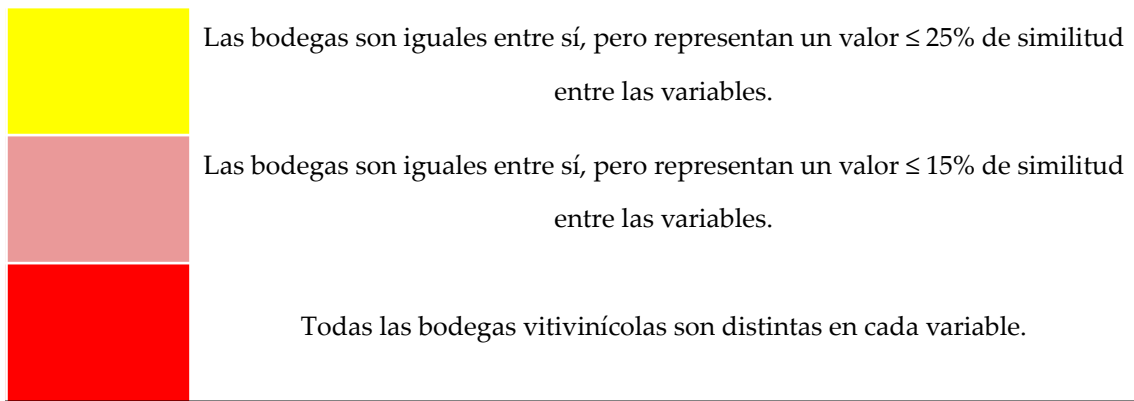 Las bodegas son iguales entre sí, pero representan un valor ≤ 25% de similitud
entre las variables.
Las bodegas son iguales entre sí, pero representan un valor ≤ 15% de similitud
entre las variables.
Todas las bodegas vitivinícolas son distintas en cada variable.